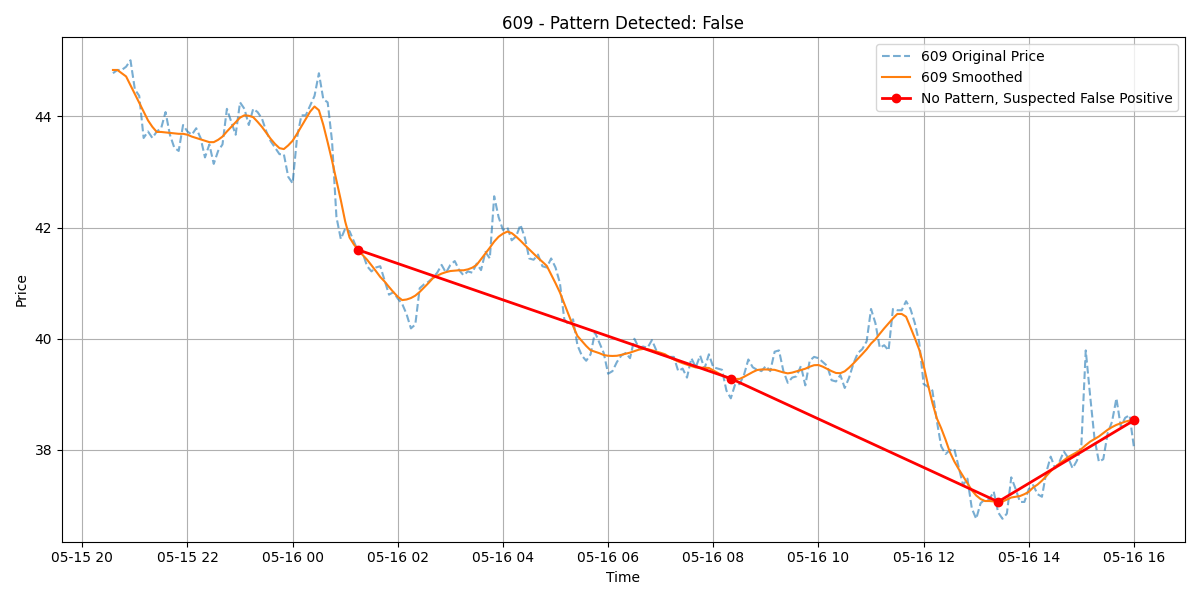 609 - Pattern Detected: False
609 Original Price
609 Smoothed
No Pattern, Suspected False Positive
Price
44
42
40
38
05-15 20 05-15 22 05-16 00 05-16 02 05-16 04 05-16 06 05-16 08 05-16 10 05-16 12 05-16 14 05-16 16
Time